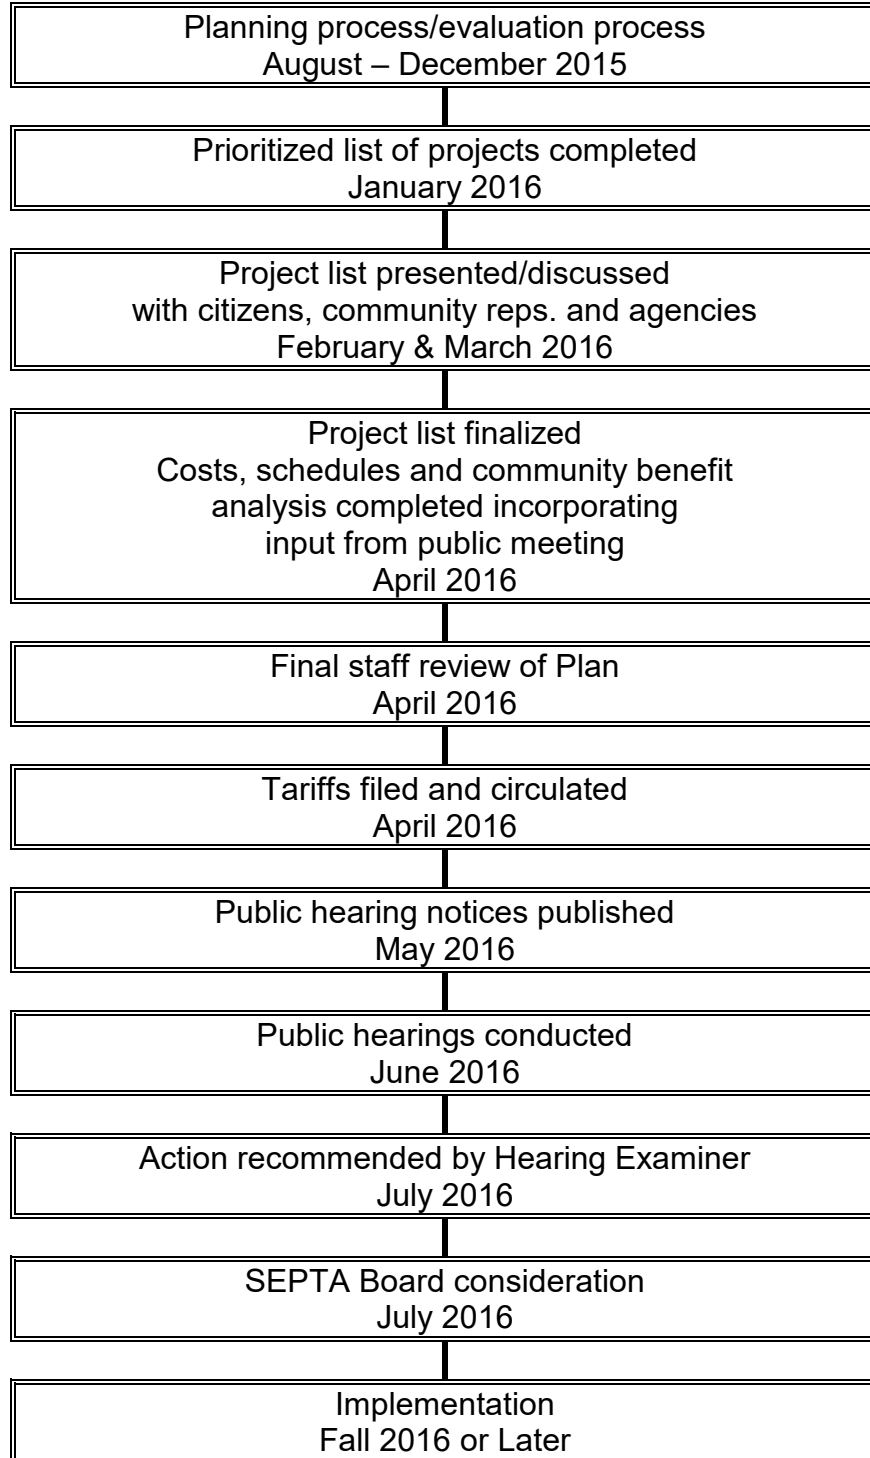 Planning process/evaluation process
August – December 2015
Prioritized list of projects completed
January 2016
Project list presented/discussed
with citizens, community reps. and agencies
February & March 2016
Project list finalized
Costs, schedules and community benefit
analysis completed incorporating
input from public meeting
April 2016
Final staff review of Plan
April 2016
Tariffs filed and circulated
April 2016
Public hearing notices published
May 2016
Public hearings conducted
June 2016
Action recommended by Hearing Examiner
July 2016
SEPTA Board consideration
July 2016
Implementation
Fall 2016 or Later